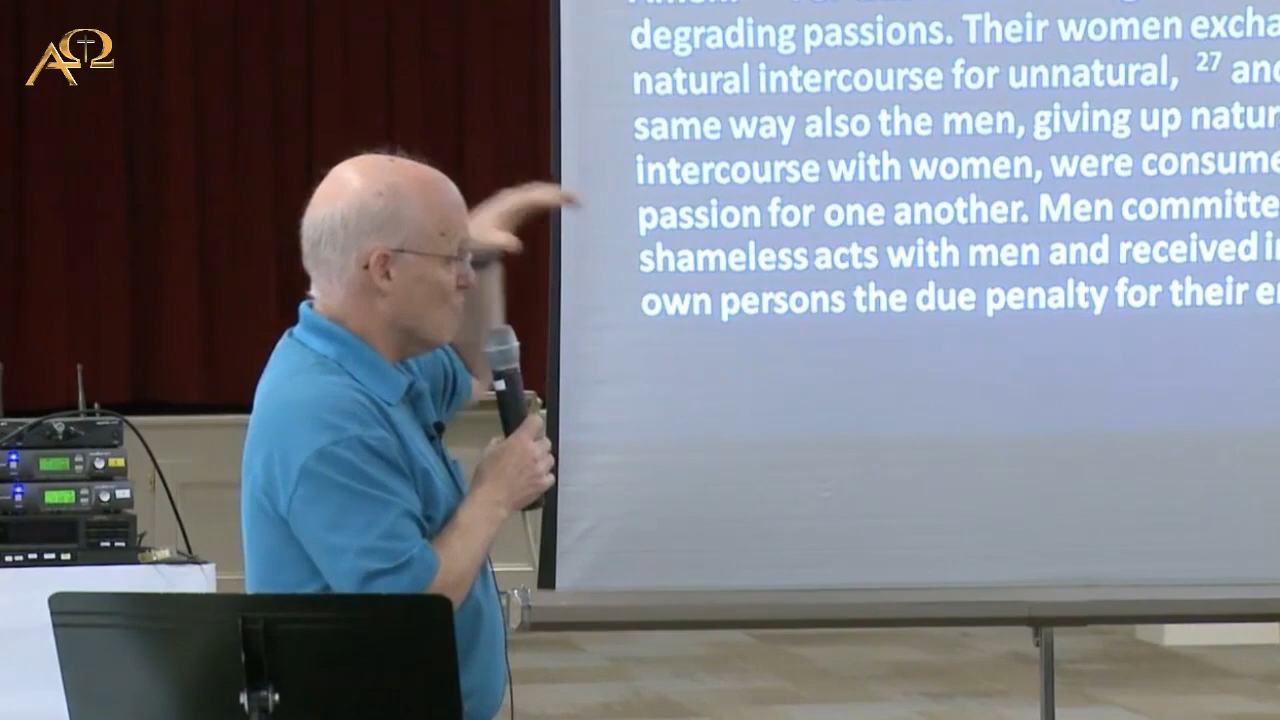 ΑΩ
degrading passions. Their women excha
natural intercourse for unnatural, 27 and
same way also the men, giving up natur
intercourse with women, were consume
passion for one another. Men committe
shameless acts with men and received i
own persons the due penalty for their e